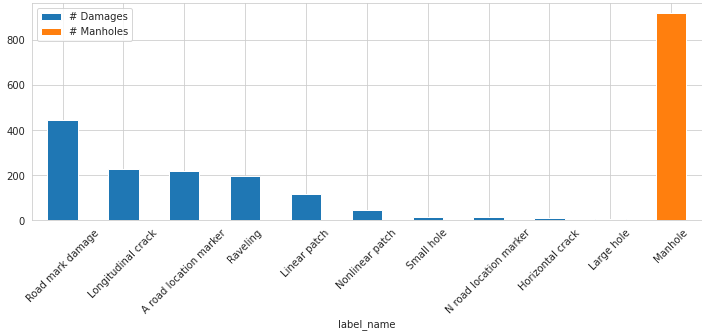 # Damages
# Manholes
800
600
400
200
0
Road mark damage
Longitudinal crack
A road location marker
Raveling
Linear patch
Nonlinear patch
Small hole
N road location marker
Horizontal crack
Large hole
Manhole
label_name